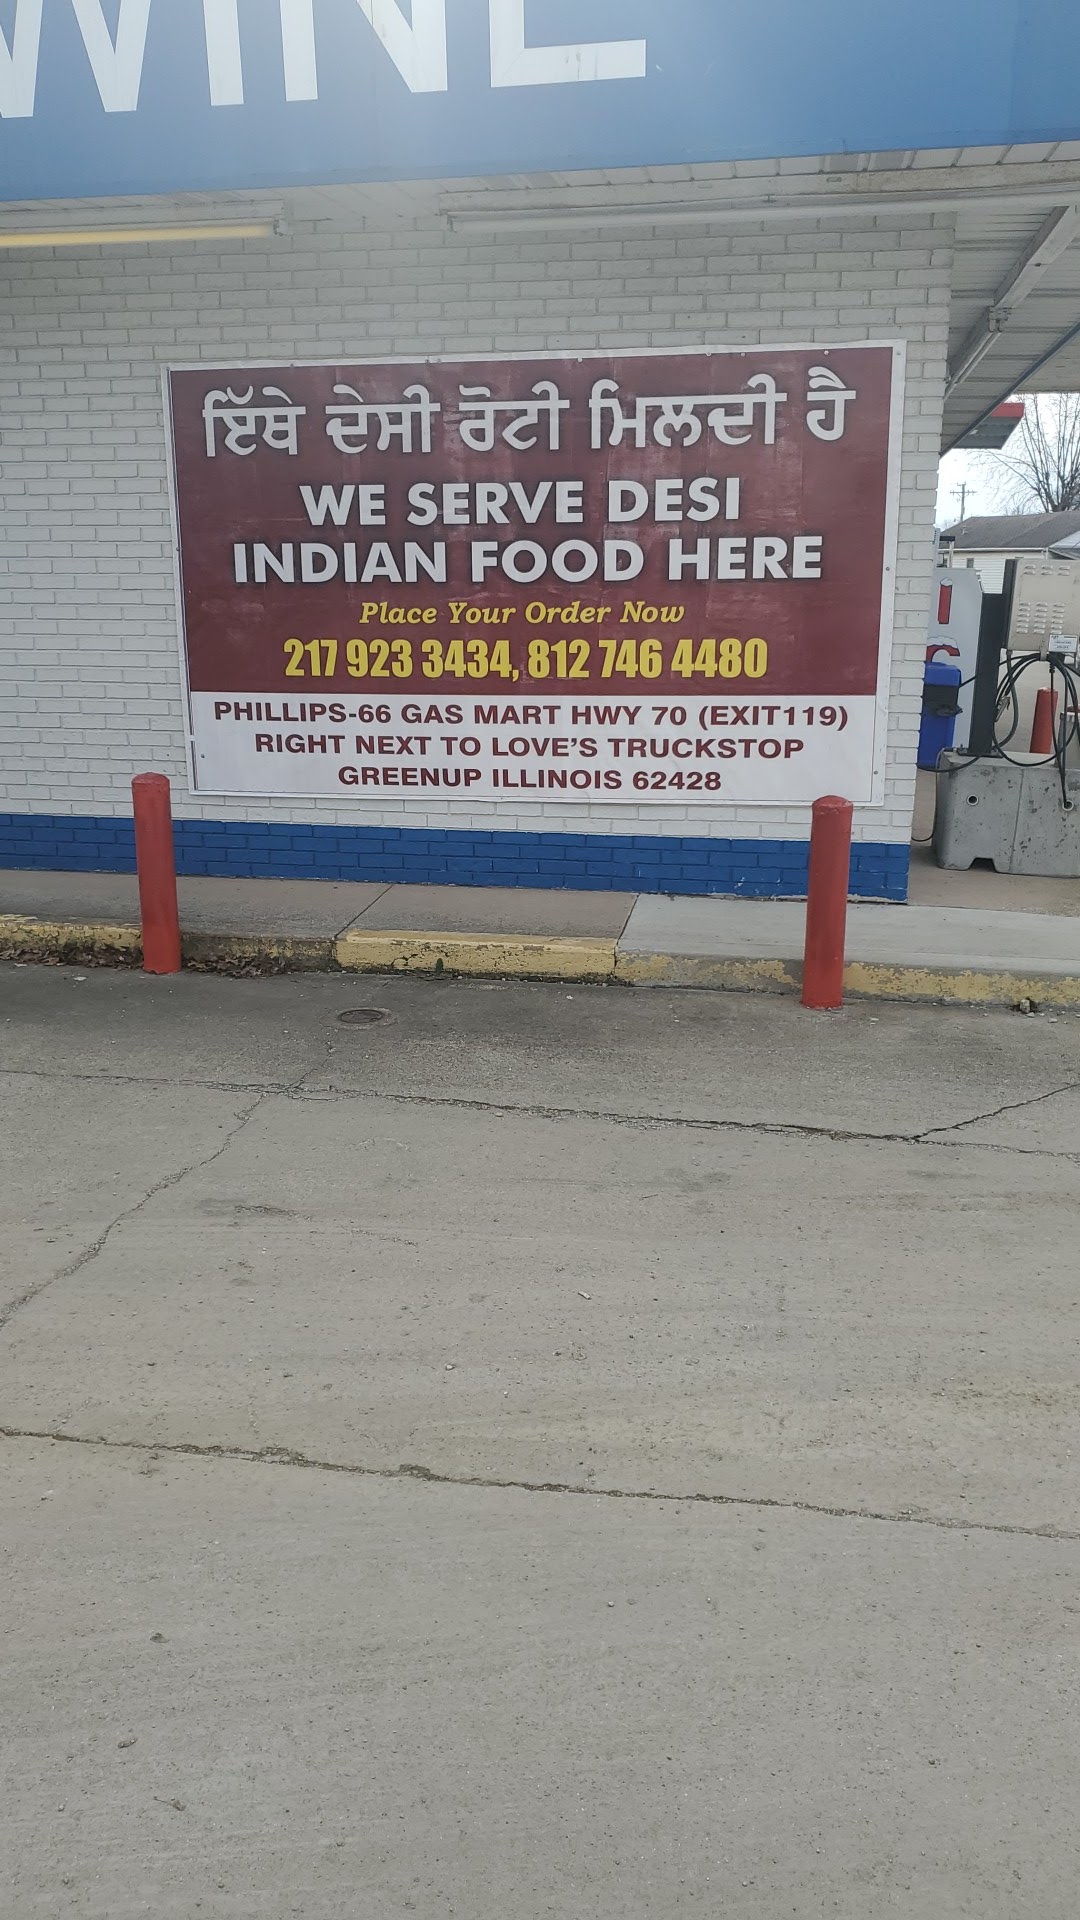 WINE
ਇੱਥੇ ਦੇਸੀ ਰੋਟੀ ਮਿਲਦੀ ਹੈ
WE SERVE DESI
INDIAN FOOD HERE
Place Your Order Now
217 923 3434, 812 746 4480
PHILLIPS-66 GAS MART HWY 70 (EXIT119)
RIGHT NEXT TO LOVE'S TRUCKSTOP
GREENUP ILLINOIS 62428